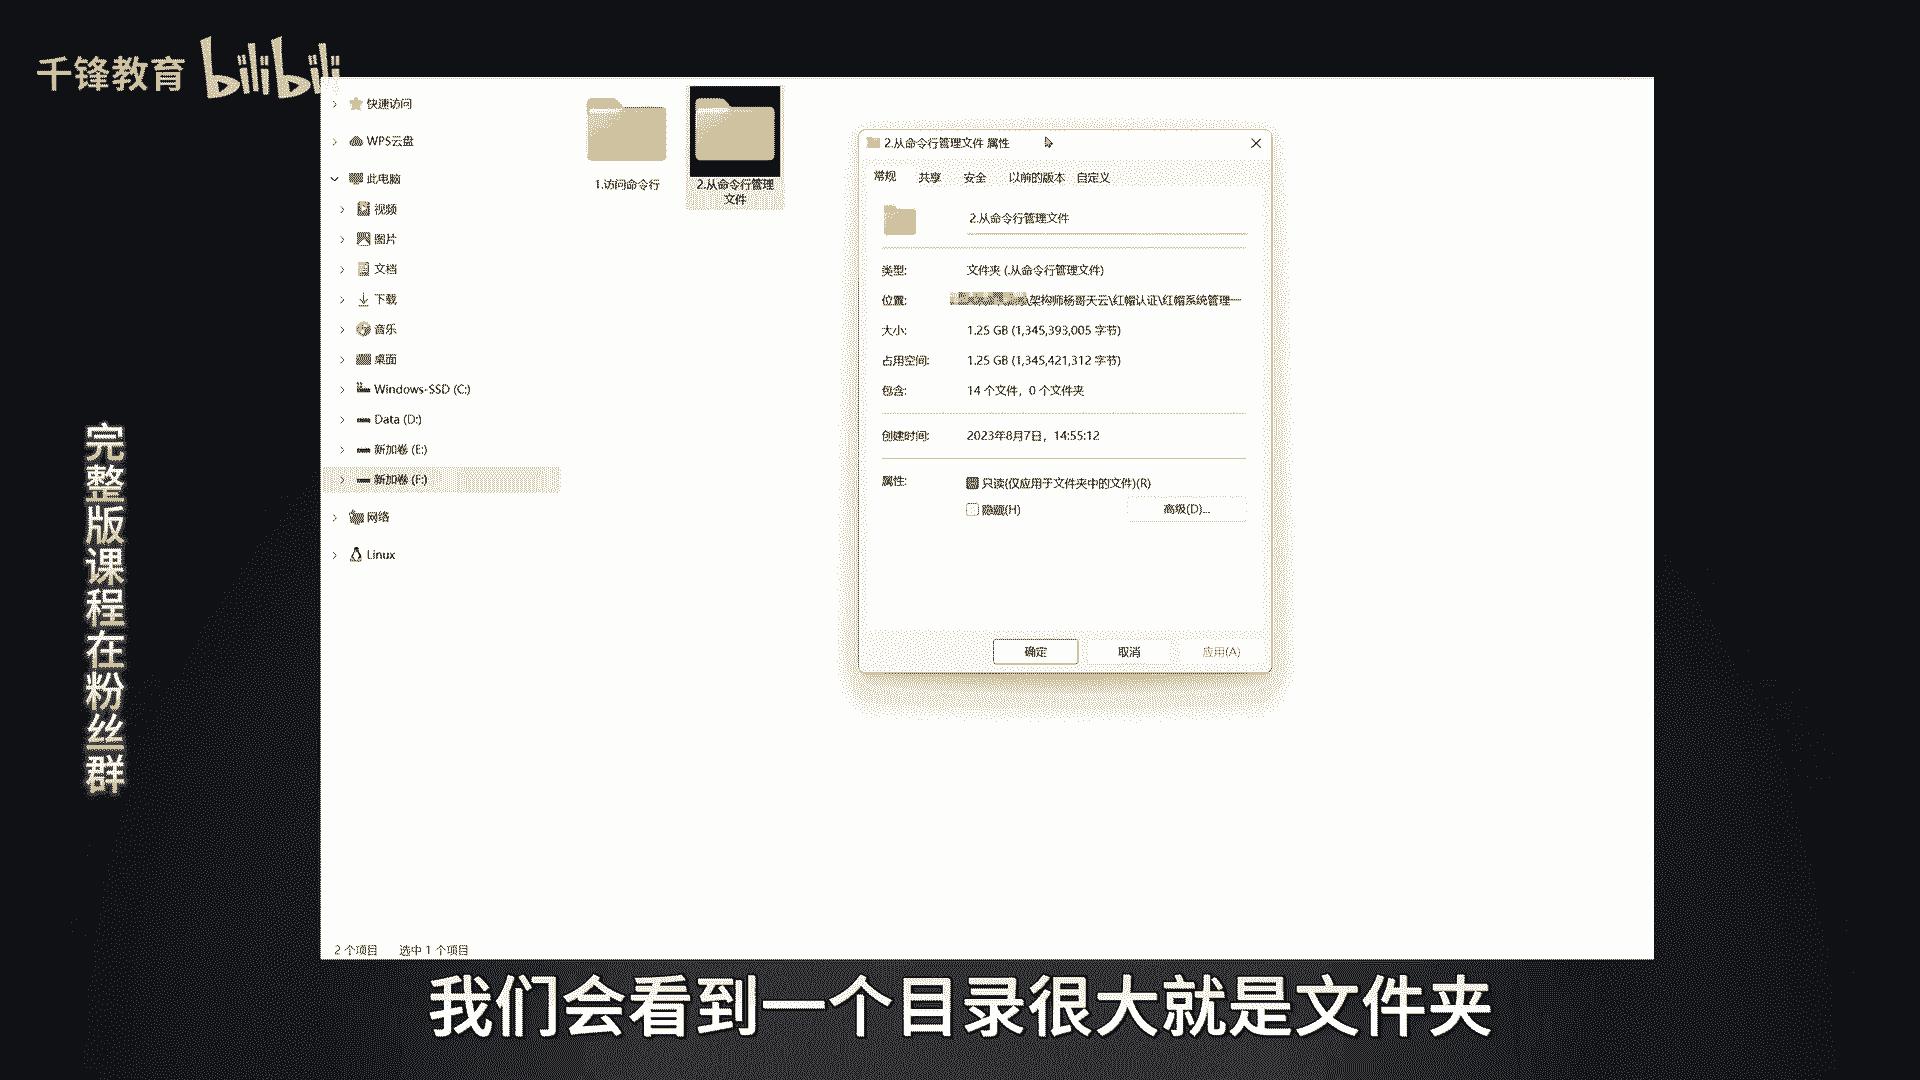 千锋教育 bilibili
快速访问
WPS云盘
此电脑
视频
图片
文档
下载
音乐
桌面
Windows-SSD (C:)
Data (D:)
新加卷 (E:)
新加卷 (F:)
网络
Linux
1.访问命令行
2.从命令行管理
文件
2.从命令行管理文件 属性
常规 共享 安全 以前的版本 自定义
2.从命令行管理文件
类型: 文件夹 (.从命令行管理文件)
位置: \架构师杨哥天云\红帽认证\红帽系统管理一
大小: 1.25 GB (1,345,393,005 字节)
占用空间: 1.25 GB (1,345,421,312 字节)
包含: 14 个文件，0 个文件夹
创建时间: 2023年8月7日，14:55:12
属性: 只读(仅应用于文件夹中的文件)(R)
隐藏(H) 高级(D)...
确定 取消 应用(A)
2 个项目 选中 1 个项目
完整版课程在粉丝群
我们会看到一个目录很大就是文件夹